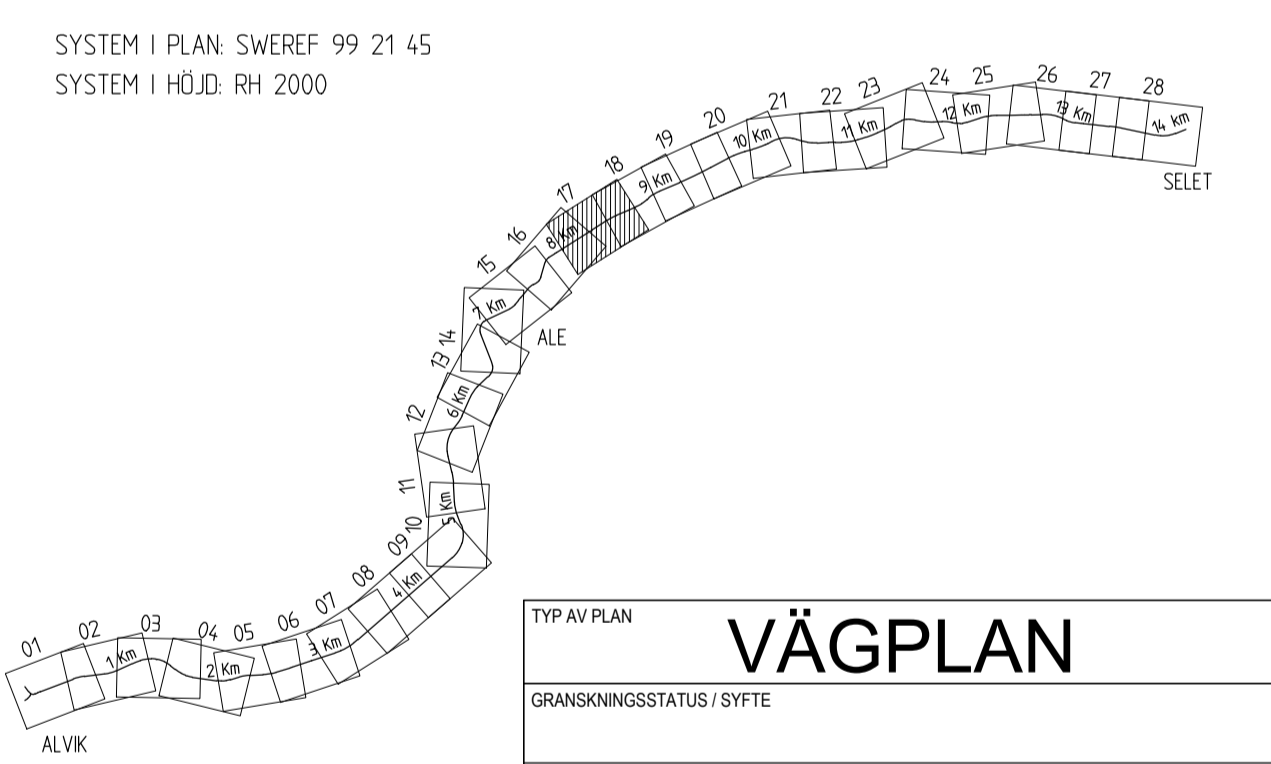 SYSTEM I PLAN: SWEREF 99 21 45
SYSTEM I HÖJD: RH 2000
01
02
03
04
05
06
07
08
09
10
11
12
13
14
15
16
17
18
19
20
21
22
23
24
25
26
27
28
1 Km
2 Km
3 Km
4 Km
5 Km
6 Km
7 Km
8 Km
9 Km
10 Km
11 Km
12 Km
13 Km
14 km
SELET
ALE
ALVIK
TYP AV PLAN
VÄGPLAN
GRANSKNINGSSTATUS / SYFTE